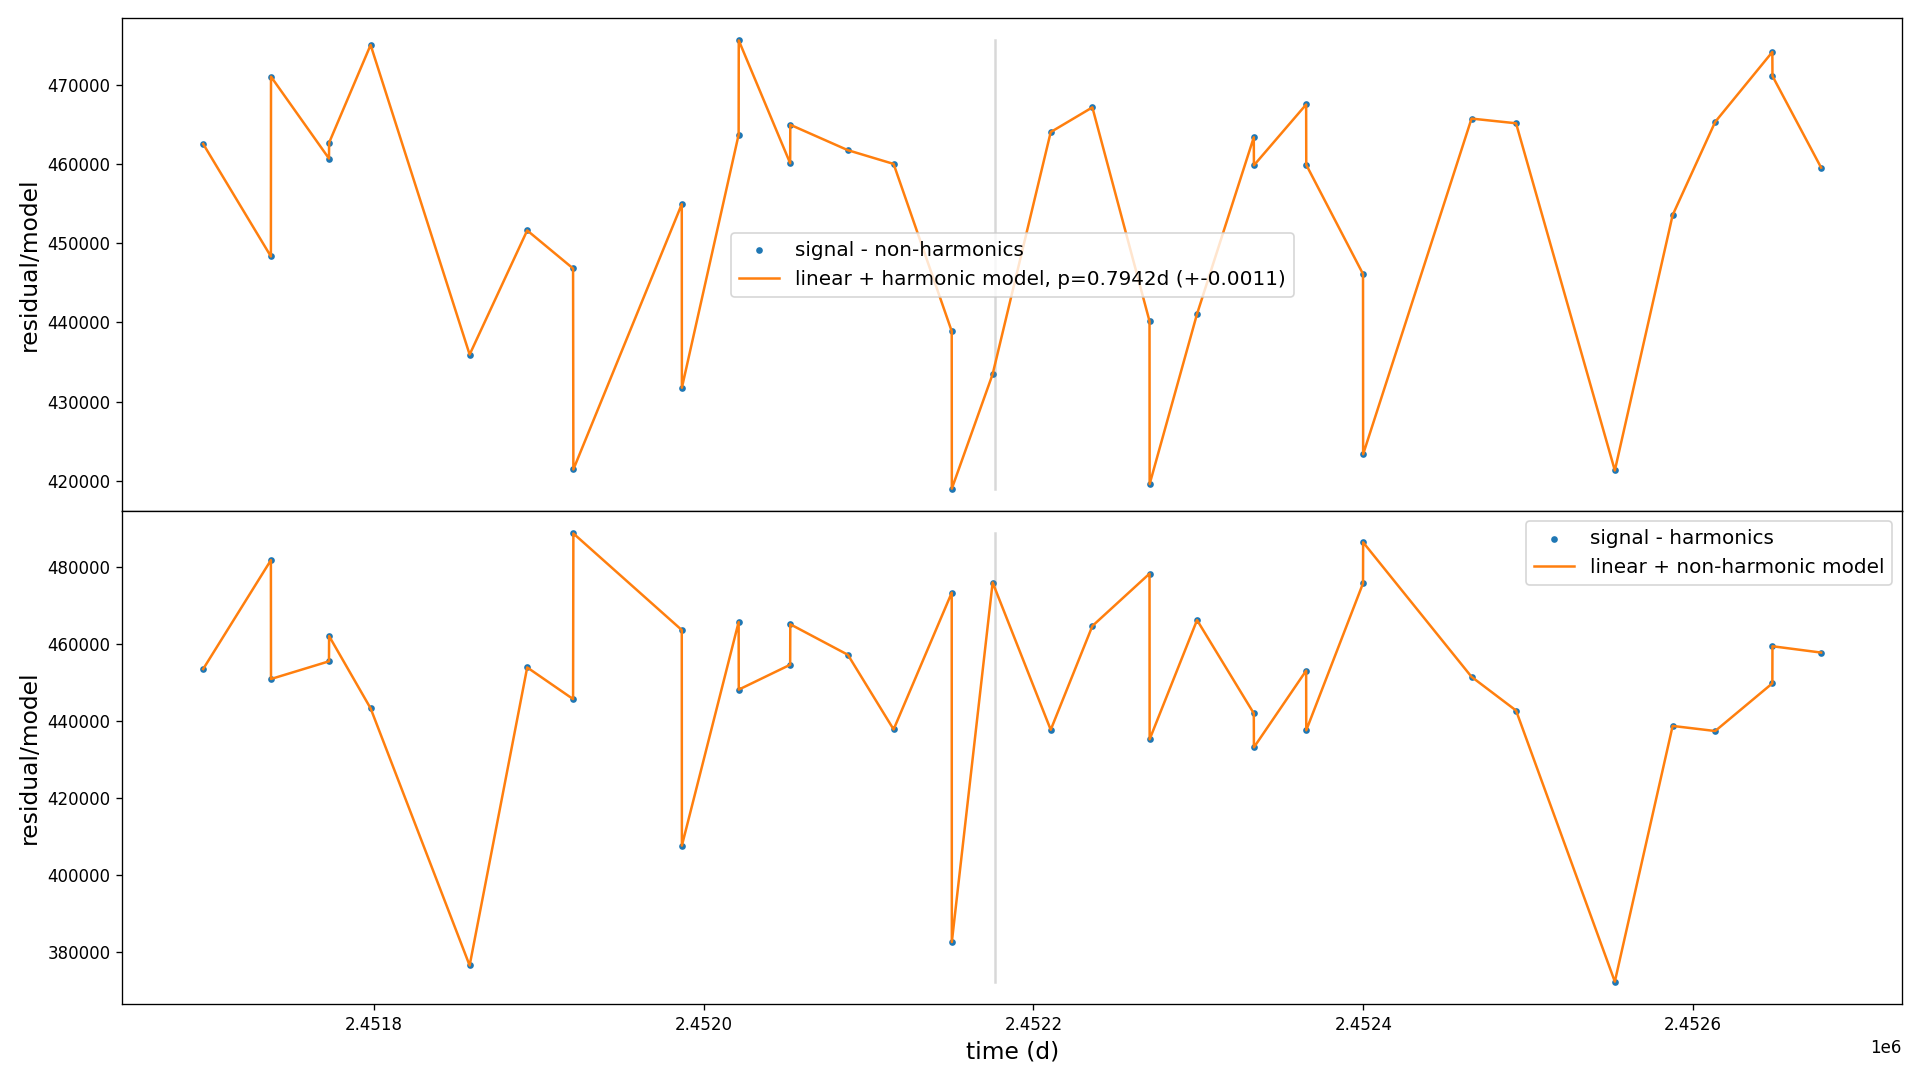 residual/model
470000
460000
450000
440000
430000
420000
signal - non-harmonics
linear + harmonic model, p=0.7942d (+-0.0011)
residual/model
480000
460000
440000
420000
400000
380000
signal - harmonics
linear + non-harmonic model
2.4518 2.4520 2.4522 2.4524 2.4526
time (d)
1e6